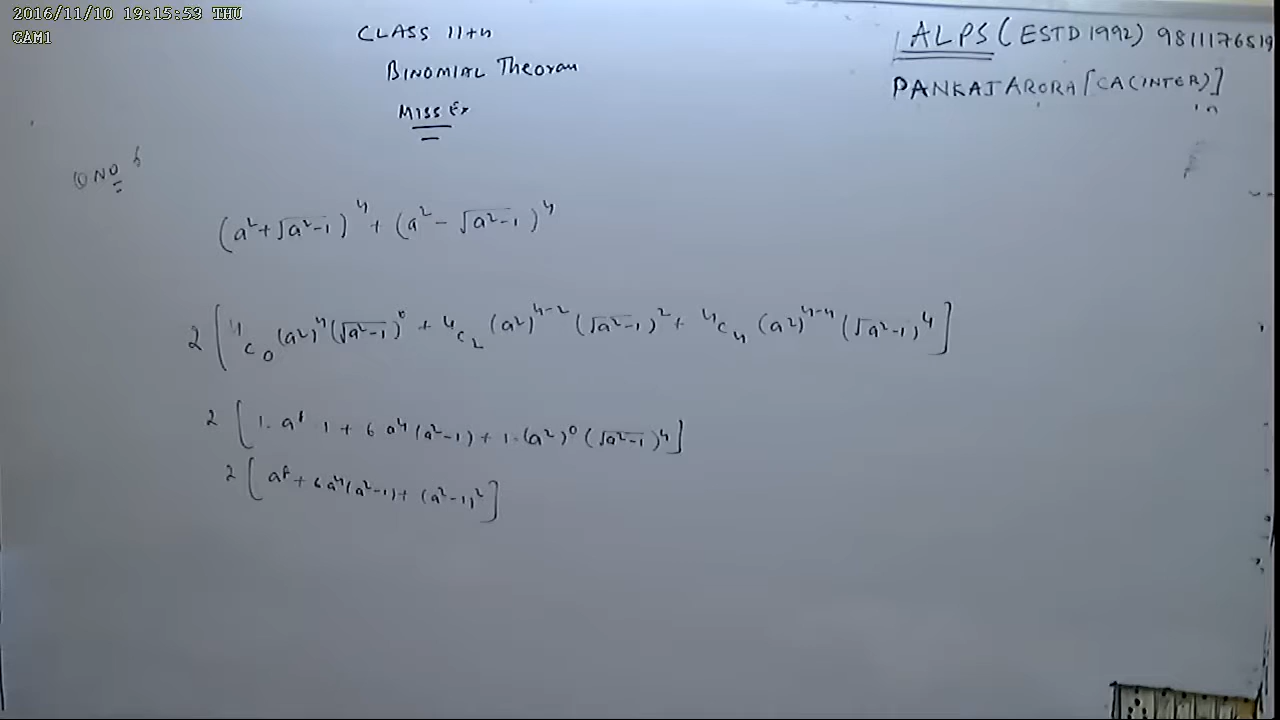 2016/11/10 19:15:53 THU
CAM1
CLASS 11th
BINOMIAL Theoram
MISS Ex
ALPS (ESTD 1992) 9811176519
PANKAJ ARORA [CA(INTER)]
in
Q NO 6
(a²+√a²-1)⁴ + (a² - √a²-1)⁴
2 [⁴C₀ (a²)⁴ (√a²-1)⁰ + ⁴C₂ (a²)⁴⁻² (√a²-1)² + ⁴C₄ (a²)⁴⁻⁴ (√a²-1)⁴]
2 [1. a⁸ 1 + 6 a⁴ (a²-1) + 1.(a²)⁰ (√a²-1)⁴]
2 [a⁸ + 6a⁴(a²-1) + (a²-1)²]